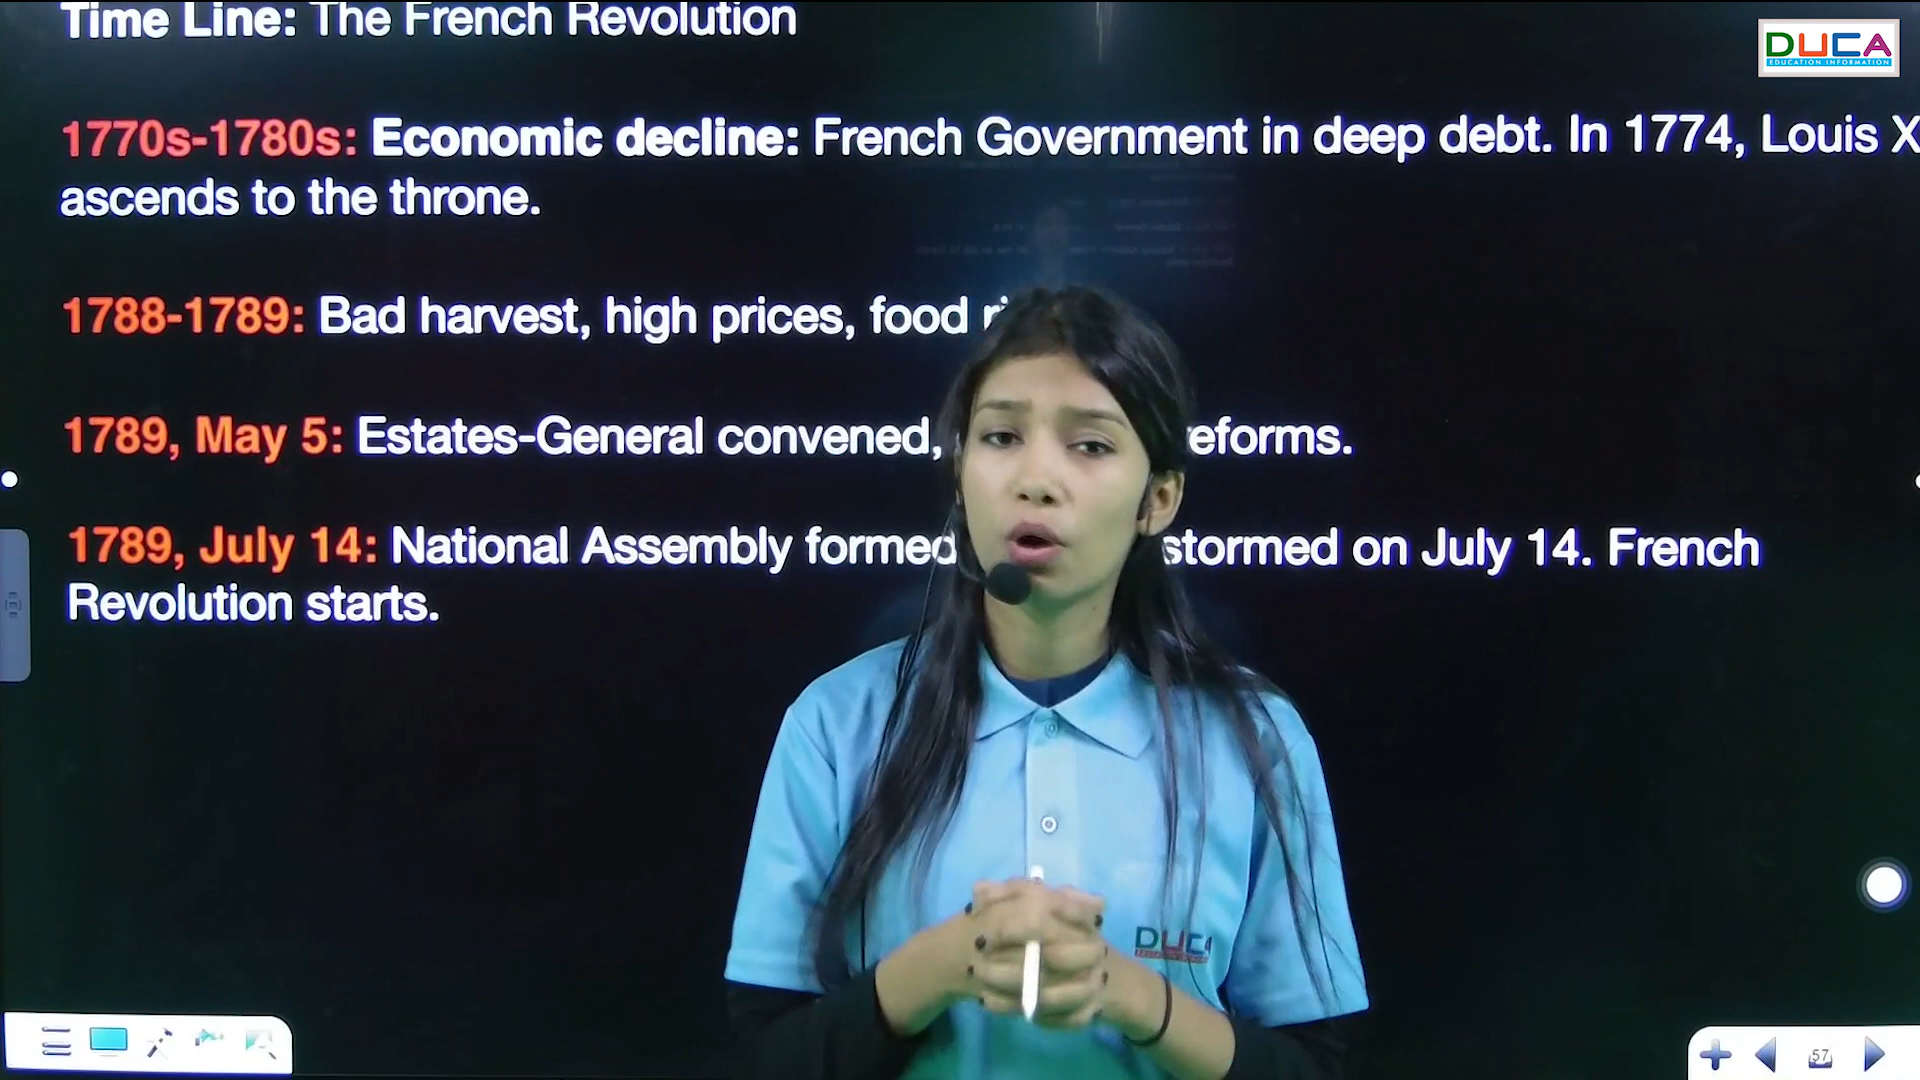 Time Line: The French Revolution
DUCA
EDUCATION INFORMATION
1770s-1780s: Economic decline: French Government in deep debt. In 1774, Louis X
ascends to the throne.
1788-1789: Bad harvest, high prices, food
1789, May 5: Estates-General convened, eforms.
1789, July 14: National Assembly formed stormed on July 14. French
Revolution starts.
DUCA
57